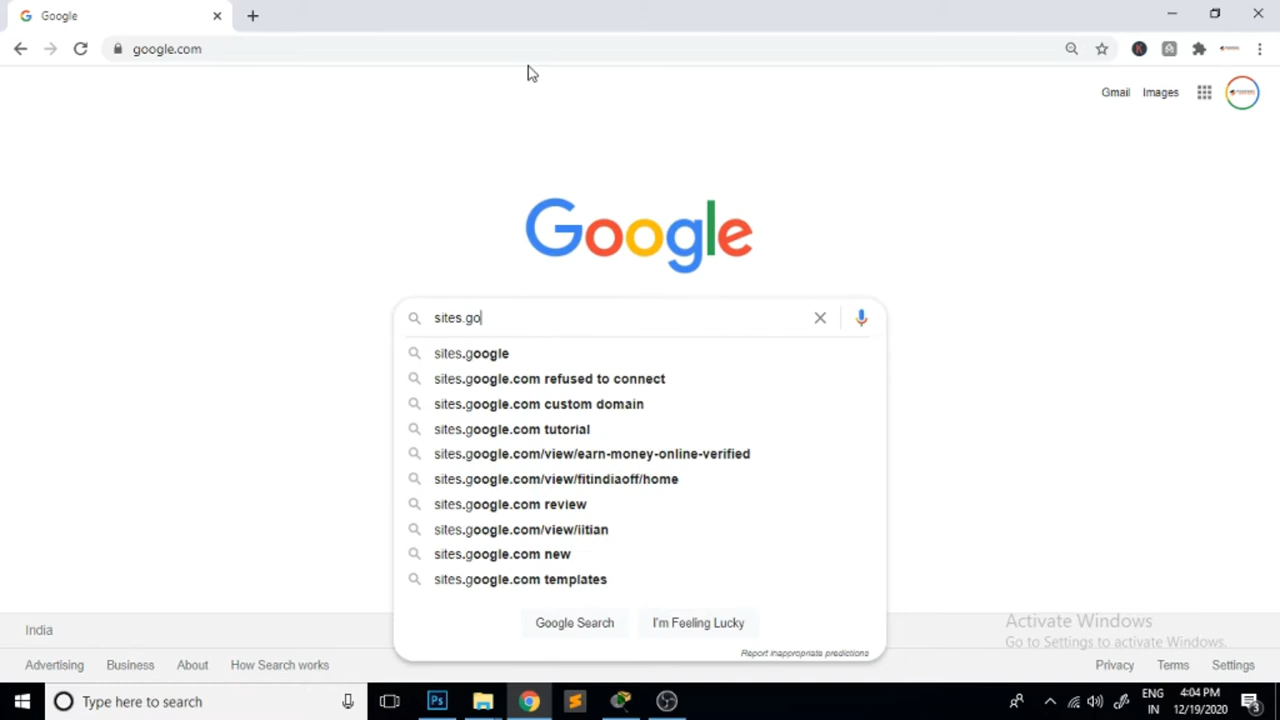 Google
google.com
Gmail Images
Google
sites.go
sites.google
sites.google.com refused to connect
sites.google.com custom domain
sites.google.com tutorial
sites.google.com/view/earn-money-online-verified
sites.google.com/view/fitindiaoff/home
sites.google.com review
sites.google.com/view/iitian
sites.google.com new
sites.google.com templates
Google Search I'm Feeling Lucky
Report inappropriate predictions
Activate Windows
Go to Settings to activate Windows.
India
Advertising Business About How Search works Privacy Terms Settings
Type here to search
Ps
ENG
IN
4:04 PM
12/19/2020
3